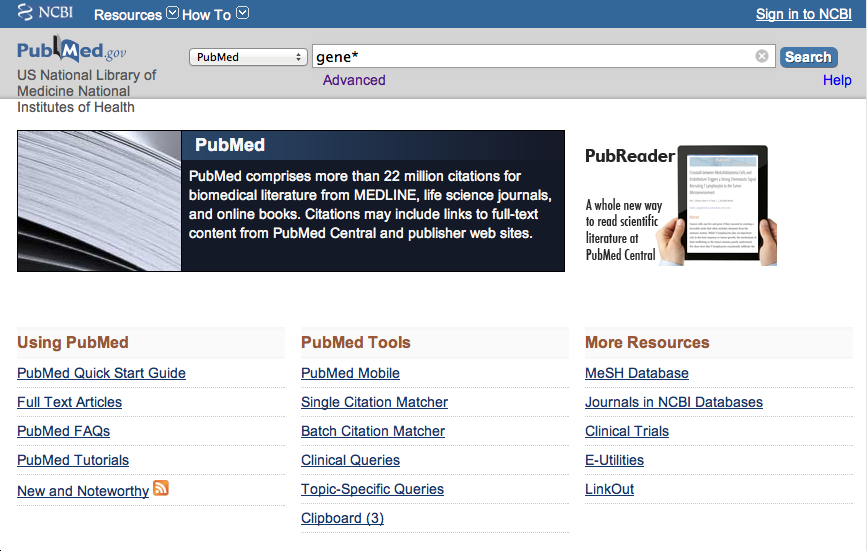 NCBI Resources How To Sign in to NCBI
PubMed.gov
US National Library of
Medicine National
Institutes of Health
PubMed
gene*
Search
Advanced
Help
PubMed
PubMed comprises more than 22 million citations for
biomedical literature from MEDLINE, life science journals,
and online books. Citations may include links to full-text
content from PubMed Central and publisher web sites.
PubReader
A whole new way
to read scientific
literature at
PubMed Central
Using PubMed
PubMed Quick Start Guide
Full Text Articles
PubMed FAQs
PubMed Tutorials
New and Noteworthy
PubMed Tools
PubMed Mobile
Single Citation Matcher
Batch Citation Matcher
Clinical Queries
Topic-Specific Queries
Clipboard (3)
More Resources
MeSH Database
Journals in NCBI Databases
Clinical Trials
E-Utilities
LinkOut